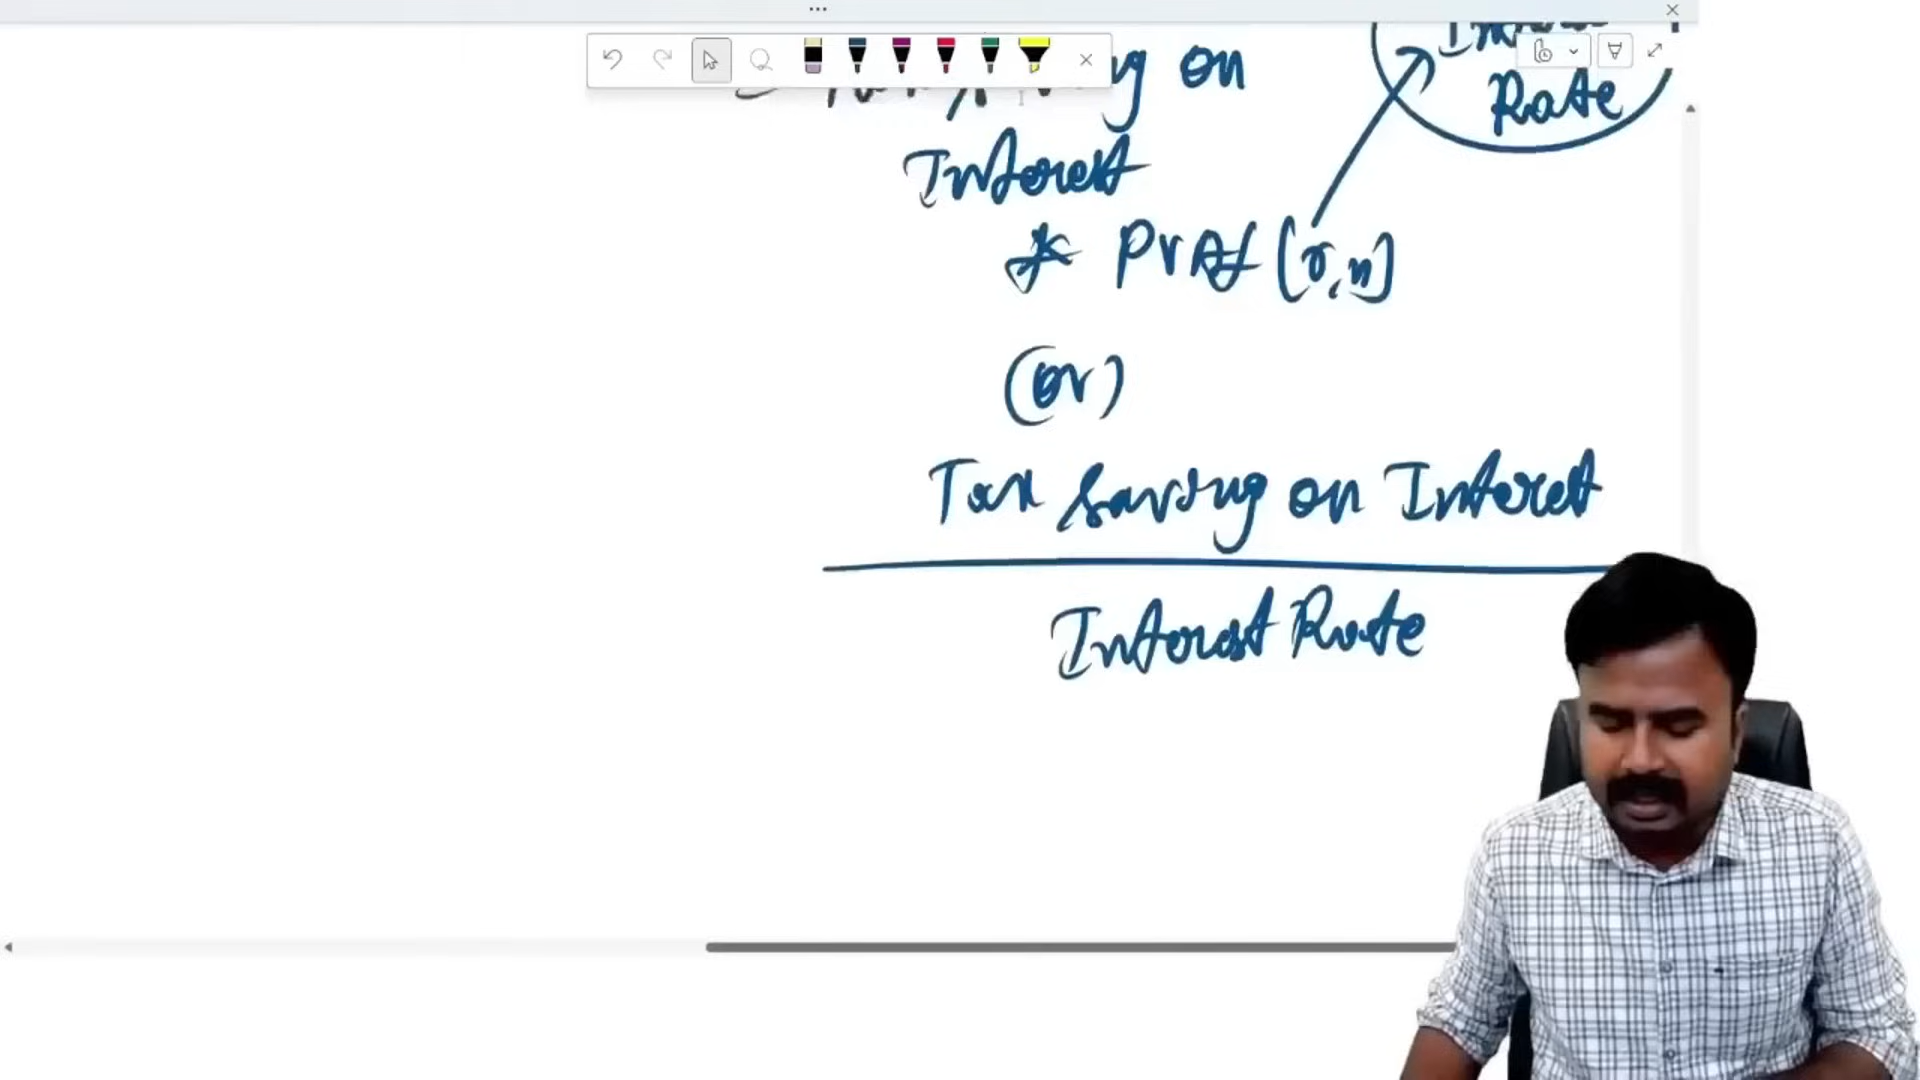 on
Interest
Rate
* PVAF (r,n)
(or)
Tax saving on Interest
Interest Rate